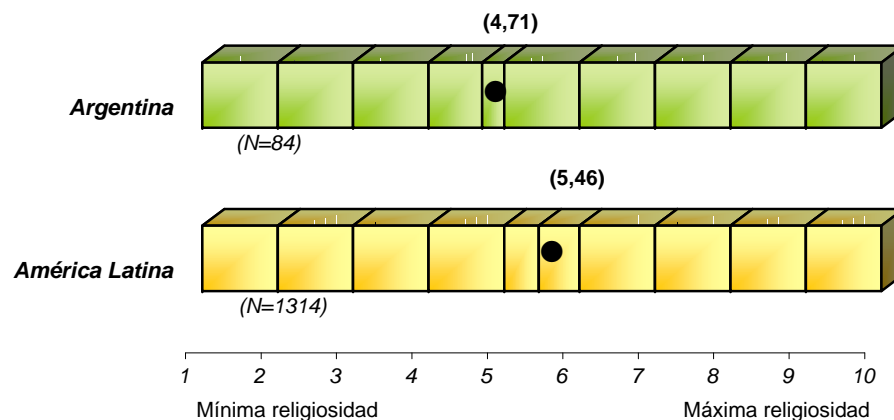 (4,71)
Argentina
(N=84)
(5,46)
América Latina
(N=1314)
1 2 3 4 5 6 7 8 9 10
Mínima religiosidad Máxima religiosidad